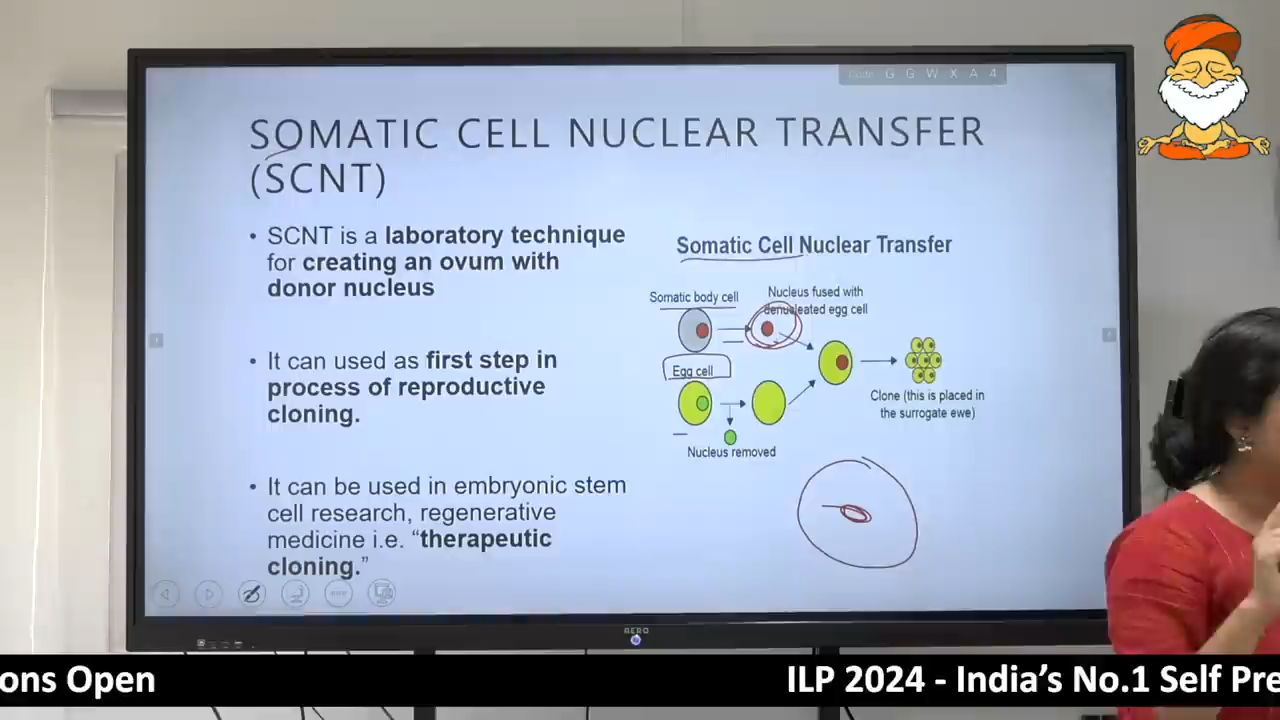 Code: G G W X A 4
SOMATIC CELL NUCLEAR TRANSFER
(SCNT)
• SCNT is a laboratory technique
for creating an ovum with
donor nucleus
• It can used as first step in
process of reproductive
cloning.
• It can be used in embryonic stem
cell research, regenerative
medicine i.e. “therapeutic
cloning.”
Somatic Cell Nuclear Transfer
Somatic body cell
Nucleus fused with
denucleated egg cell
Egg cell
Nucleus removed
Clone (this is placed in
the surrogate ewe)
ons Open
ILP 2024 - India’s No.1 Self Pre